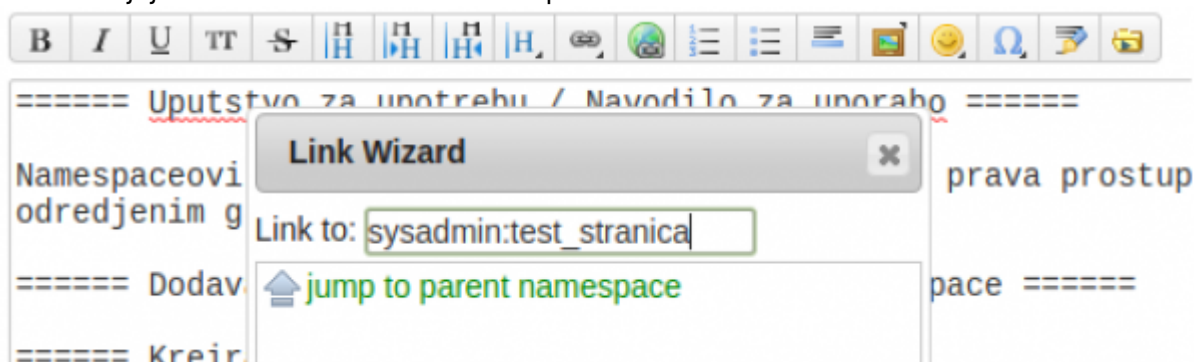 B I U TT S H H H H Ω
====== Uputstvo za upotrebu / Navodilo za uporabo ======
Link Wizard
Namespaceovi prava prostup
odredjenim g
Link to: sysadmin:test_stranica
jump to parent namespace
====== Dodav pace ======
====== Kreir